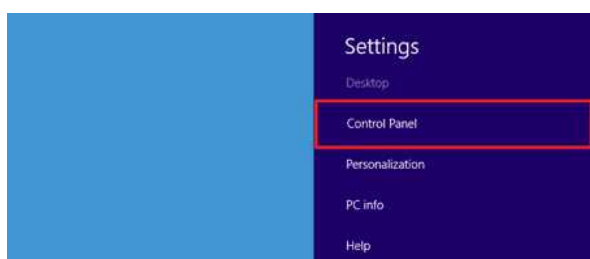 Settings
Desktop
Control Panel
Personalization
PC info
Help